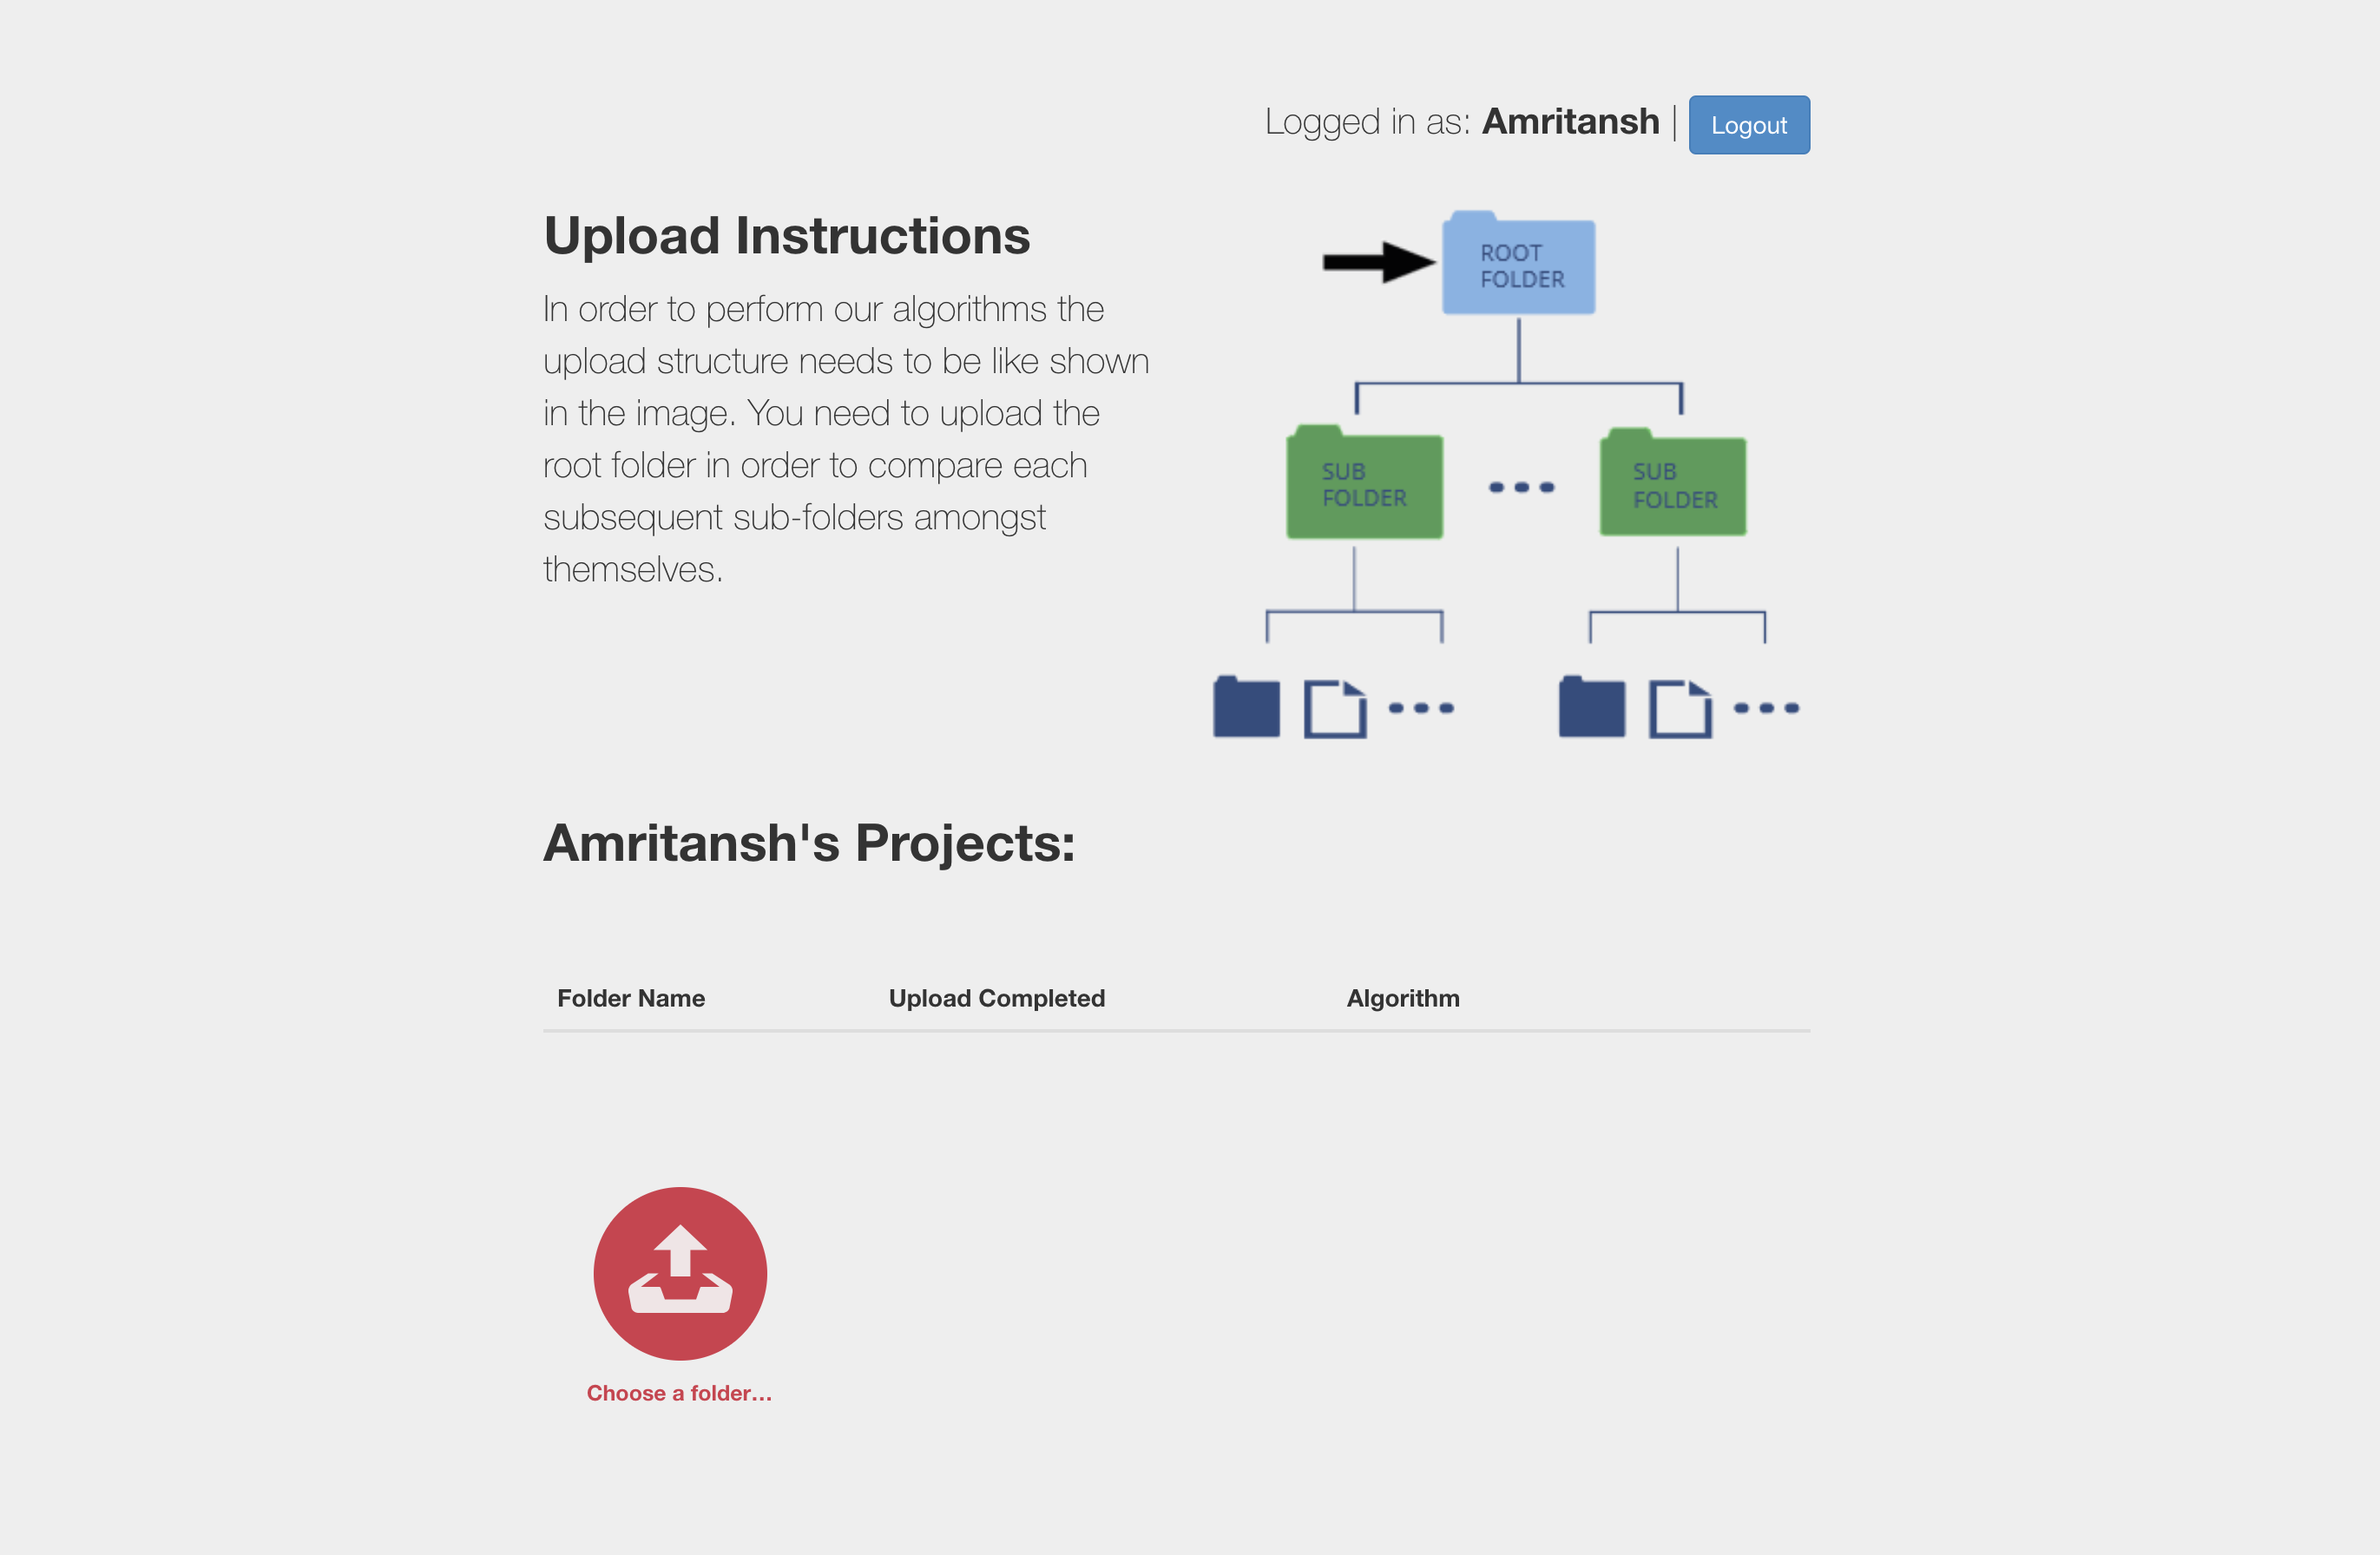 Logged in as: Amritansh | Logout
Upload Instructions
In order to perform our algorithms the
upload structure needs to be like shown
in the image. You need to upload the
root folder in order to compare each
subsequent sub-folders amongst
themselves.
ROOT
FOLDER
SUB
FOLDER
SUB
FOLDER
Amritansh's Projects:
Folder Name Upload Completed Algorithm
Choose a folder...